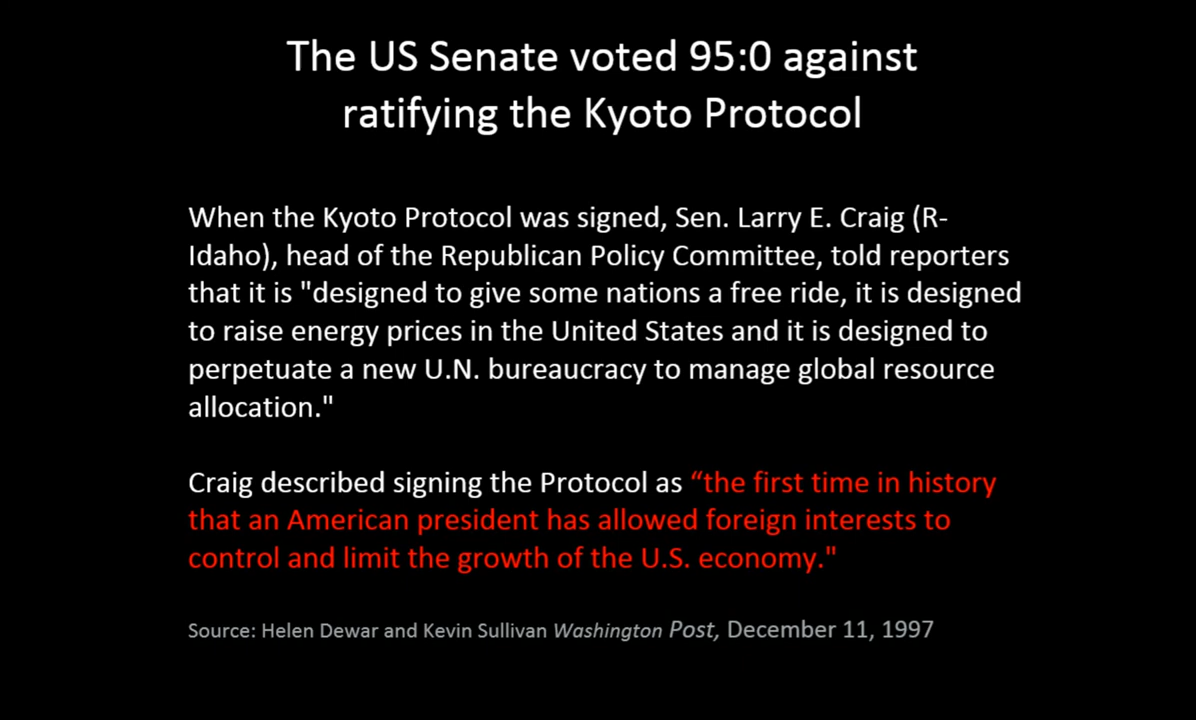 The US Senate voted 95:0 against
ratifying the Kyoto Protocol
When the Kyoto Protocol was signed, Sen. Larry E. Craig (R-
Idaho), head of the Republican Policy Committee, told reporters
that it is "designed to give some nations a free ride, it is designed
to raise energy prices in the United States and it is designed to
perpetuate a new U.N. bureaucracy to manage global resource
allocation."
Craig described signing the Protocol as “the first time in history
that an American president has allowed foreign interests to
control and limit the growth of the U.S. economy."
Source: Helen Dewar and Kevin Sullivan Washington Post, December 11, 1997